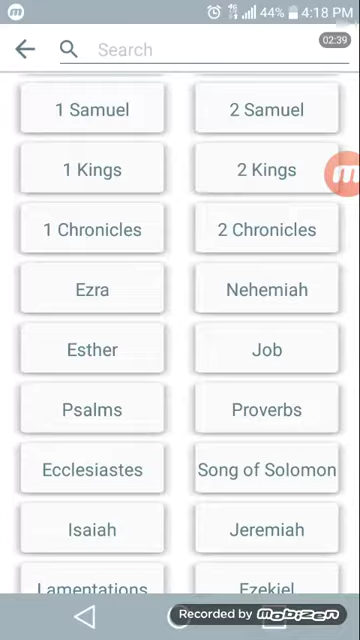 44% 4:18 PM
Search
02:39
1 Samuel 2 Samuel
1 Kings 2 Kings
1 Chronicles 2 Chronicles
Ezra Nehemiah
Esther Job
Psalms Proverbs
Ecclesiastes Song of Solomon
Isaiah Jeremiah
Lamentations Ezekiel
Recorded by mobizen